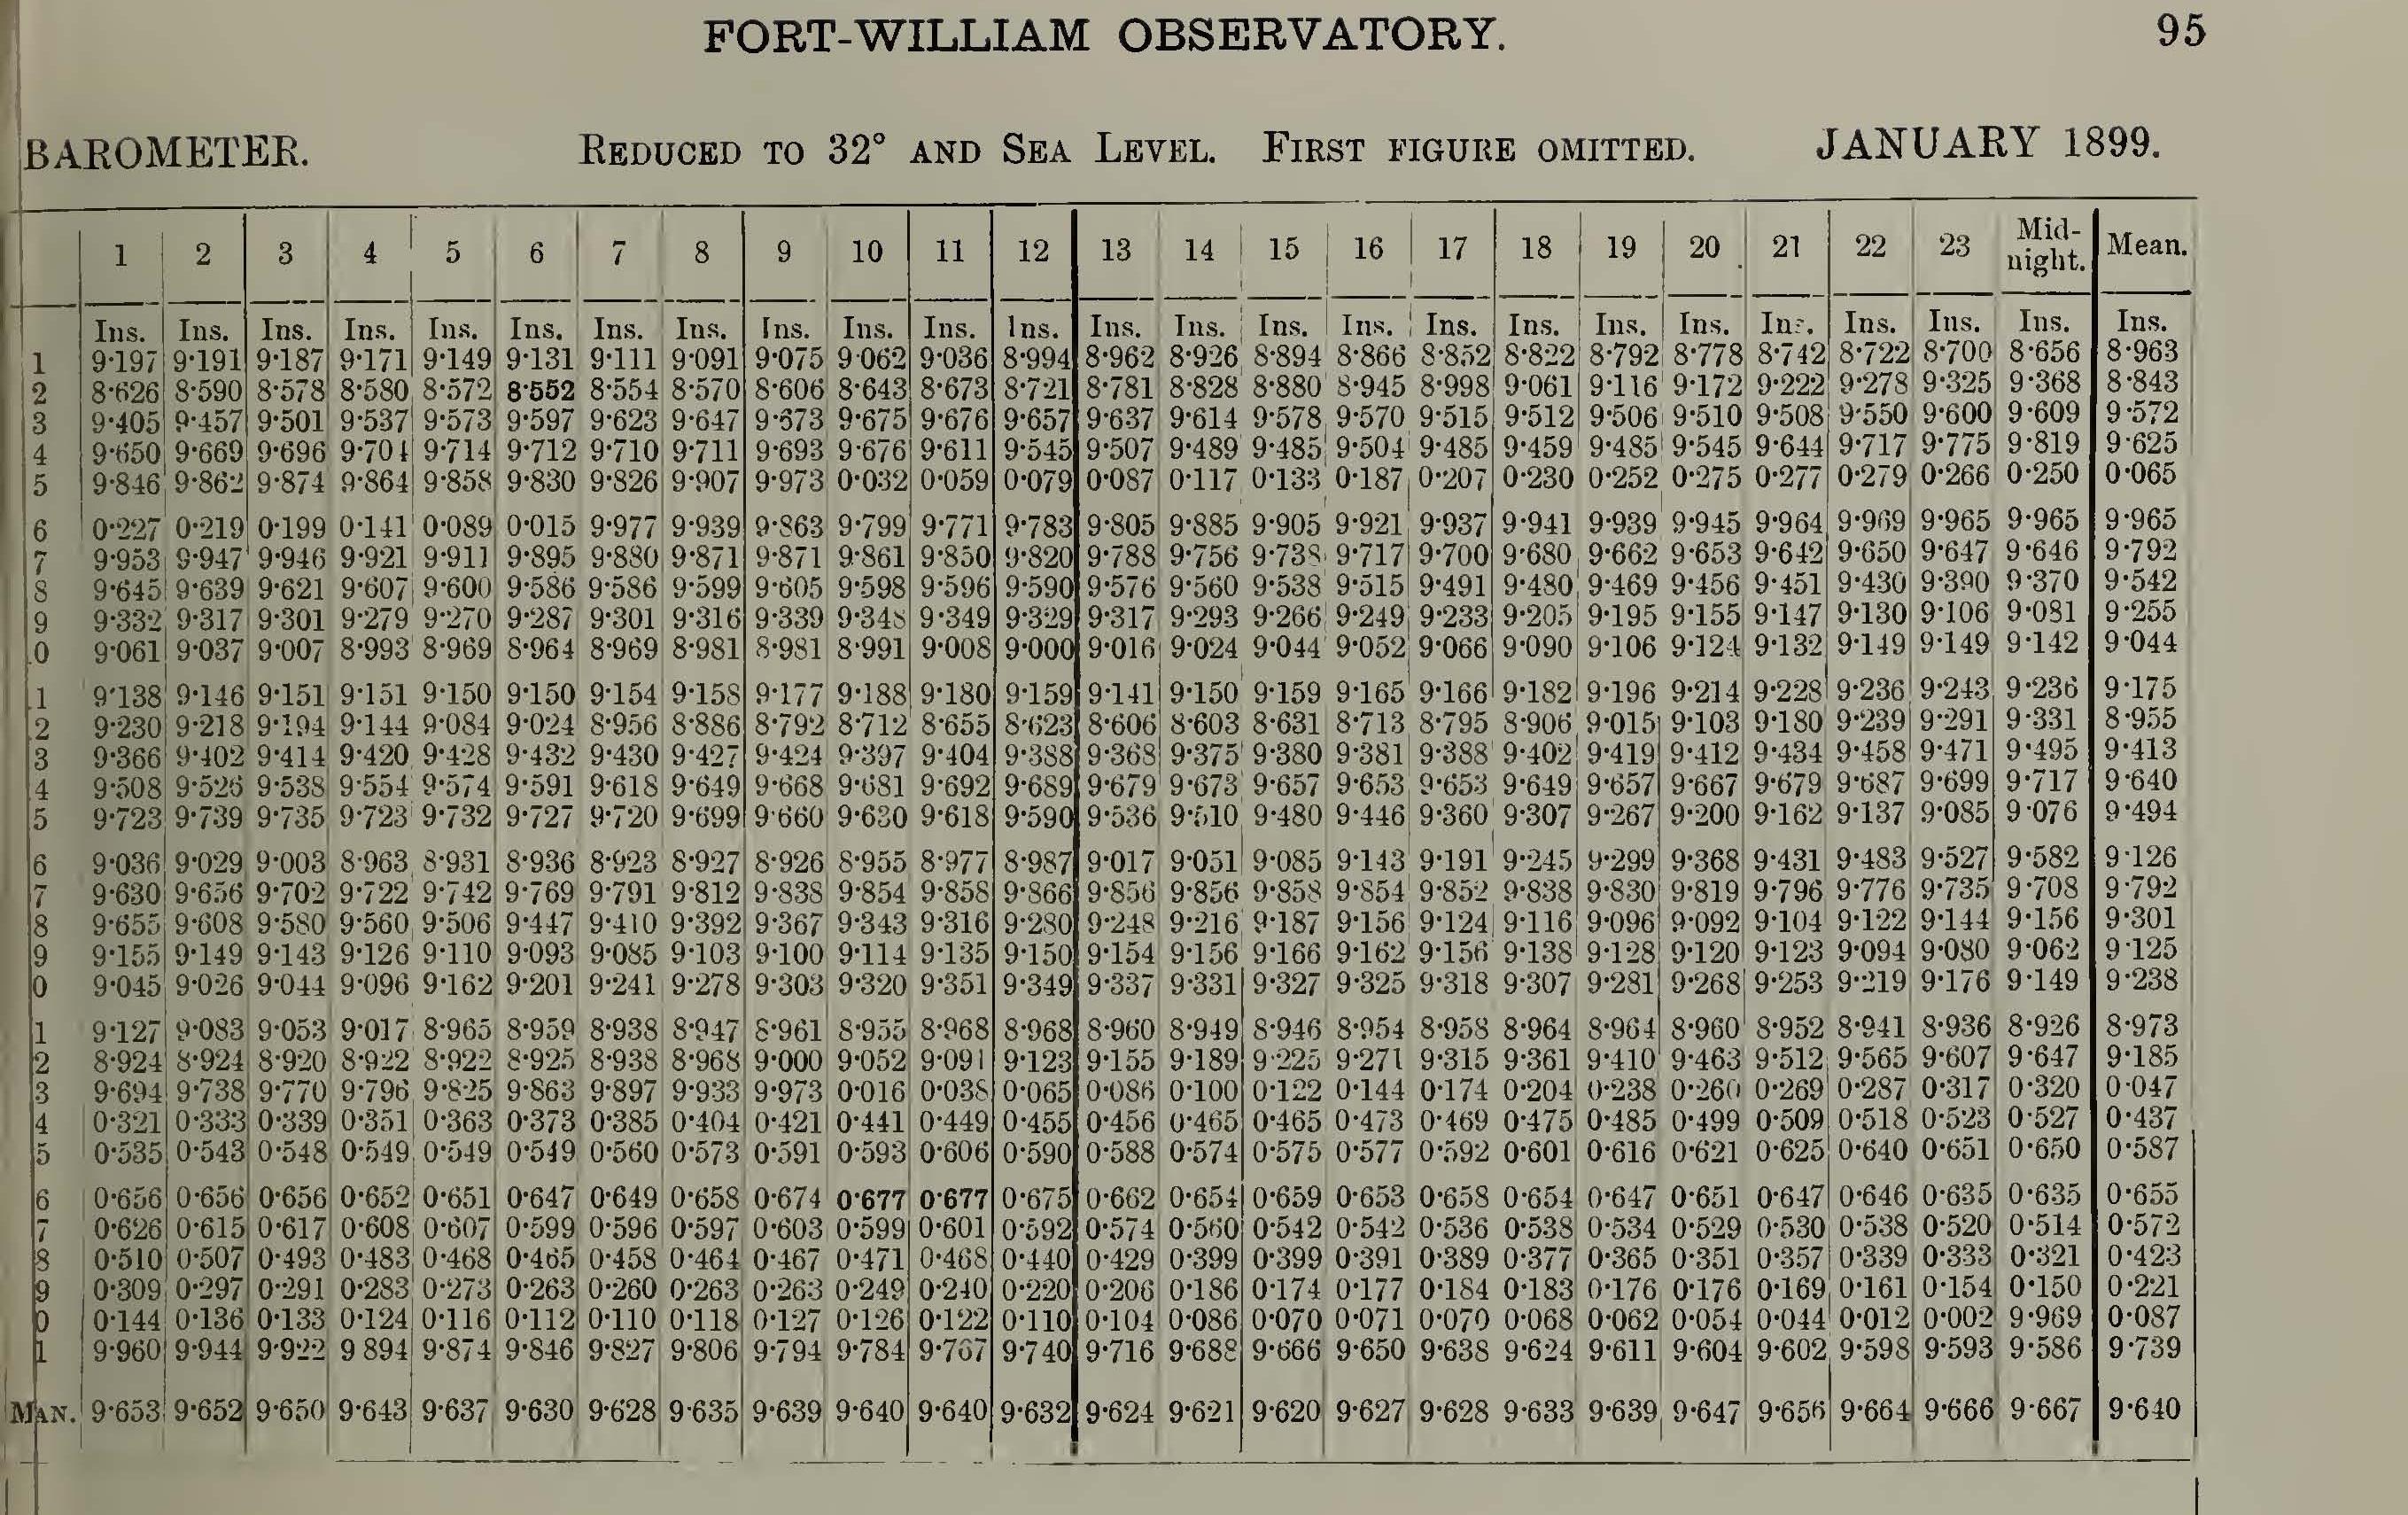 FORT-WILLIAM OBSERVATORY. 95
BAROMETER. REDUCED TO 32° AND SEA LEVEL. FIRST FIGURE OMITTED. JANUARY 1899.
1 2 3 4 5 6 7 8 9 10 11 12 13 14 15 16 17 18 19 20 21 22 23 Mid-night. Mean.
Ins. Ins. Ins. Ins. Ins. Ins. Ins. Ins. Ins. Ins. Ins. Ins. Ins. Ins. Ins. Ins. Ins. Ins. Ins. Ins. Ins. Ins. Ins. Ins. Ins.
1 9·197 9·191 9·187 9·171 9·149 9·131 9·111 9·091 9·075 9·062 9·036 8·994 8·962 8·926 8·894 8·866 8·852 8·822 8·792 8·778 8·742 8·722 8·700 8·656 8·963
2 8·626 8·590 8·578 8·580 8·572 8·552 8·554 8·570 8·606 8·643 8·673 8·721 8·781 8·828 8·880 8·945 8·998 9·061 9·116 9·172 9·222 9·278 9·325 9·368 8·843
3 9·405 9·457 9·501 9·537 9·573 9·597 9·623 9·647 9·673 9·675 9·676 9·657 9·637 9·614 9·578 9·570 9·515 9·512 9·506 9·510 9·508 9·550 9·600 9·609 9·572
4 9·650 9·669 9·696 9·704 9·714 9·712 9·710 9·711 9·693 9·676 9·611 9·545 9·507 9·489 9·485 9·504 9·485 9·459 9·485 9·545 9·644 9·717 9·775 9·819 9·625
5 9·846 9·862 9·874 9·864 9·858 9·830 9·826 9·907 9·973 0·032 0·059 0·079 0·087 0·117 0·133 0·187 0·207 0·230 0·252 0·275 0·277 0·279 0·266 0·250 0·065
6 0·227 0·219 0·199 0·141 0·089 0·015 9·977 9·939 9·863 9·799 9·771 9·783 9·805 9·885 9·905 9·921 9·937 9·941 9·939 9·945 9·964 9·969 9·965 9·965 9·965
7 9·953 9·947 9·946 9·921 9·911 9·895 9·880 9·871 9·871 9·861 9·850 9·820 9·788 9·756 9·738 9·717 9·700 9·680 9·662 9·653 9·642 9·650 9·647 9·646 9·792
8 9·645 9·639 9·621 9·607 9·600 9·586 9·586 9·599 9·605 9·598 9·596 9·590 9·576 9·560 9·538 9·515 9·491 9·480 9·469 9·456 9·451 9·430 9·390 9·370 9·542
9 9·332 9·317 9·301 9·279 9·270 9·287 9·301 9·316 9·339 9·348 9·349 9·329 9·317 9·293 9·266 9·249 9·233 9·205 9·195 9·155 9·147 9·130 9·106 9·081 9·255
0 9·061 9·037 9·007 8·993 8·969 8·964 8·969 8·981 8·981 8·991 9·008 9·000 9·016 9·024 9·044 9·052 9·066 9·090 9·106 9·124 9·132 9·149 9·149 9·142 9·044
1 9·138 9·146 9·151 9·151 9·150 9·150 9·154 9·158 9·177 9·188 9·180 9·159 9·141 9·150 9·159 9·165 9·166 9·182 9·196 9·214 9·228 9·236 9·243 9·236 9·175
2 9·230 9·218 9·194 9·144 9·084 9·024 8·956 8·886 8·792 8·712 8·655 8·623 8·606 8·603 8·631 8·713 8·795 8·906 9·015 9·103 9·180 9·239 9·291 9·331 8·955
3 9·366 9·402 9·414 9·420 9·428 9·432 9·430 9·427 9·424 9·397 9·404 9·388 9·368 9·375 9·380 9·381 9·388 9·402 9·419 9·412 9·434 9·458 9·471 9·495 9·413
4 9·508 9·526 9·538 9·554 9·574 9·591 9·618 9·649 9·668 9·681 9·692 9·689 9·679 9·673 9·657 9·653 9·653 9·649 9·657 9·667 9·679 9·687 9·699 9·717 9·640
5 9·723 9·739 9·735 9·723 9·732 9·727 9·720 9·699 9·660 9·630 9·618 9·590 9·536 9·510 9·480 9·446 9·360 9·307 9·267 9·200 9·162 9·137 9·085 9·076 9·494
6 9·036 9·029 9·003 8·963 8·931 8·936 8·923 8·927 8·926 8·955 8·977 8·987 9·017 9·051 9·085 9·143 9·191 9·245 9·299 9·368 9·431 9·483 9·527 9·582 9·126
7 9·630 9·656 9·702 9·722 9·742 9·769 9·791 9·812 9·838 9·854 9·858 9·866 9·856 9·856 9·858 9·854 9·852 9·838 9·830 9·819 9·796 9·776 9·735 9·708 9·792
8 9·655 9·608 9·580 9·560 9·506 9·447 9·410 9·392 9·367 9·343 9·316 9·280 9·248 9·216 9·187 9·156 9·124 9·116 9·096 9·092 9·104 9·122 9·144 9·156 9·301
9 9·155 9·149 9·143 9·126 9·110 9·093 9·085 9·103 9·100 9·114 9·135 9·150 9·154 9·156 9·166 9·162 9·156 9·138 9·128 9·120 9·123 9·094 9·080 9·062 9·125
0 9·045 9·026 9·044 9·096 9·162 9·201 9·241 9·278 9·303 9·320 9·351 9·349 9·337 9·331 9·327 9·325 9·318 9·307 9·281 9·268 9·253 9·219 9·176 9·149 9·238
1 9·127 9·083 9·053 9·017 8·965 8·959 8·938 8·947 8·961 8·955 8·968 8·968 8·960 8·949 8·946 8·954 8·958 8·964 8·964 8·960 8·952 8·941 8·936 8·926 8·973
2 8·924 8·924 8·920 8·922 8·922 8·925 8·938 8·968 9·000 9·052 9·091 9·123 9·155 9·189 9·225 9·271 9·315 9·361 9·410 9·463 9·512 9·565 9·607 9·647 9·185
3 9·694 9·738 9·770 9·796 9·825 9·863 9·897 9·933 9·973 0·016 0·038 0·065 0·086 0·100 0·122 0·144 0·174 0·204 0·238 0·260 0·269 0·287 0·317 0·320 0·047
4 0·321 0·333 0·339 0·351 0·363 0·373 0·385 0·404 0·421 0·441 0·449 0·455 0·456 0·465 0·465 0·473 0·469 0·475 0·485 0·499 0·509 0·518 0·523 0·527 0·437
5 0·535 0·543 0·548 0·549 0·549 0·549 0·560 0·573 0·591 0·593 0·606 0·590 0·588 0·574 0·575 0·577 0·592 0·601 0·616 0·621 0·625 0·640 0·651 0·650 0·587
6 0·656 0·656 0·656 0·652 0·651 0·647 0·649 0·658 0·674 0·677 0·677 0·675 0·662 0·654 0·659 0·653 0·658 0·654 0·647 0·651 0·647 0·646 0·635 0·635 0·655
7 0·626 0·615 0·617 0·608 0·607 0·599 0·596 0·597 0·603 0·599 0·601 0·592 0·574 0·560 0·542 0·542 0·536 0·538 0·534 0·529 0·530 0·538 0·520 0·514 0·572
8 0·510 0·507 0·493 0·483 0·468 0·465 0·458 0·464 0·467 0·471 0·468 0·440 0·429 0·399 0·399 0·391 0·389 0·377 0·365 0·351 0·357 0·339 0·333 0·321 0·423
9 0·309 0·297 0·291 0·283 0·273 0·263 0·260 0·263 0·263 0·249 0·240 0·220 0·206 0·186 0·174 0·177 0·184 0·183 0·176 0·176 0·169 0·161 0·154 0·150 0·221
0 0·144 0·136 0·133 0·124 0·116 0·112 0·110 0·118 0·127 0·126 0·122 0·110 0·104 0·086 0·070 0·071 0·070 0·068 0·062 0·054 0·044 0·012 0·002 9·969 0·087
1 9·960 9·944 9·922 9 894 9·874 9·846 9·827 9·806 9·794 9·784 9·767 9·740 9·716 9·688 9·666 9·650 9·638 9·624 9·611 9·604 9·602 9·598 9·593 9·586 9·739
MEAN. 9·653 9·652 9·650 9·643 9·637 9·630 9·628 9·635 9·639 9·640 9·640 9·632 9·624 9·621 9·620 9·627 9·628 9·633 9·639 9·647 9·656 9·664 9·666 9·667 9·640